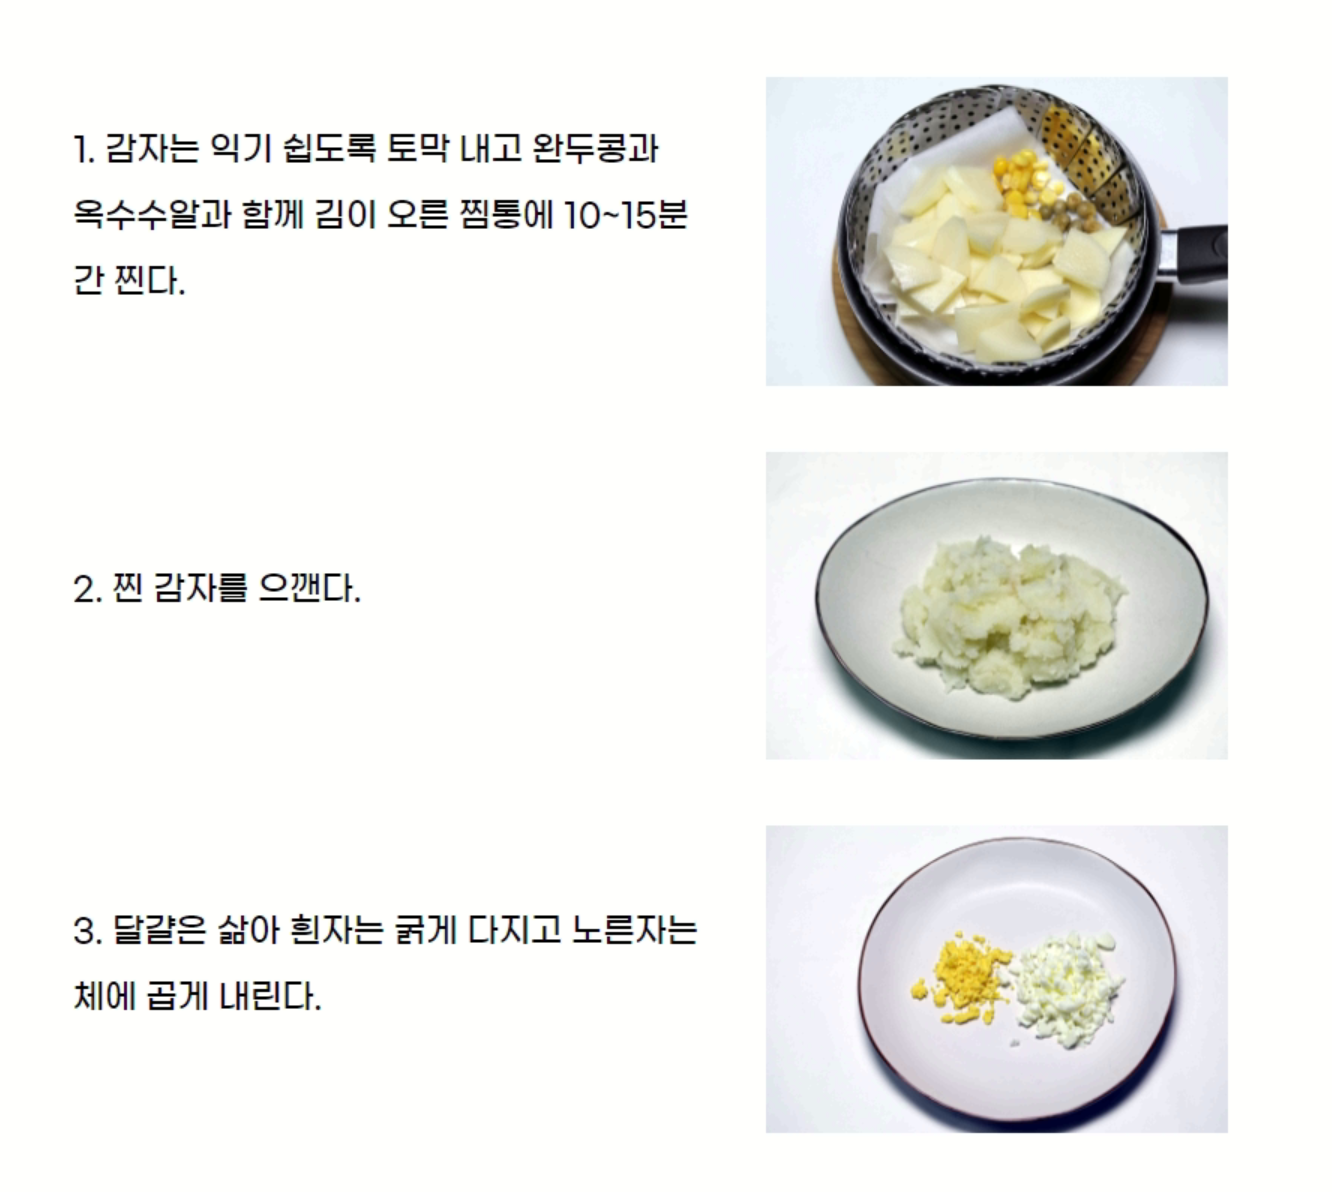 1. 감자는 익기 쉽도록 토막 내고 완두콩과
옥수수알과 함께 김이 오른 찜통에 10~15분
간 찐다.
2. 찐 감자를 으깬다.
3. 달걀은 삶아 흰자는 굵게 다지고 노른자는
체에 곱게 내린다.